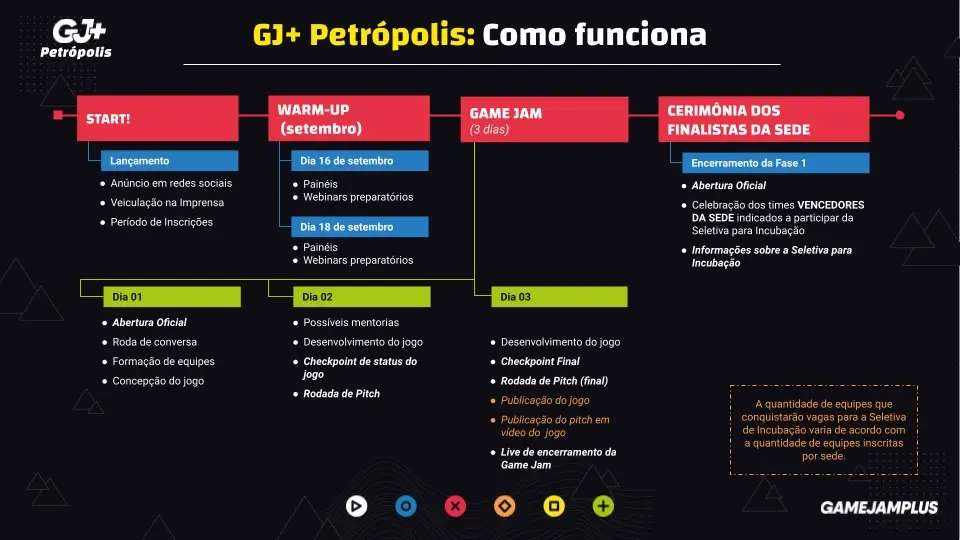 GJ+
Petrópolis
GJ+ Petrópolis: Como funciona
START!
Lançamento
● Anúncio em redes sociais
● Veiculação na Imprensa
● Período de Inscrições
WARM-UP
(setembro)
Dia 16 de setembro
● Painéis
● Webinars preparatórios
Dia 18 de setembro
● Painéis
● Webinars preparatórios
GAME JAM
(3 dias)
CERIMÔNIA DOS
FINALISTAS DA SEDE
Encerramento da Fase 1
● Abertura Oficial
● Celebração dos times VENCEDORES
DA SEDE indicados a participar da
Seletiva para Incubação
● Informações sobre a Seletiva para
Incubação
Dia 01
● Abertura Oficial
● Roda de conversa
● Formação de equipes
● Concepção do jogo
Dia 02
● Possíveis mentorias
● Desenvolvimento do jogo
● Checkpoint de status do
jogo
● Rodada de Pitch
Dia 03
● Desenvolvimento do jogo
● Checkpoint Final
● Rodada de Pitch (final)
● Publicação do jogo
● Publicação do pitch em
vídeo do jogo
● Live de encerramento da
Game Jam
A quantidade de equipes que
conquistarão vagas para a Seletiva
de Incubação varia de acordo com
a quantidade de equipes inscritas
por sede.
GAMEJAMPLUS